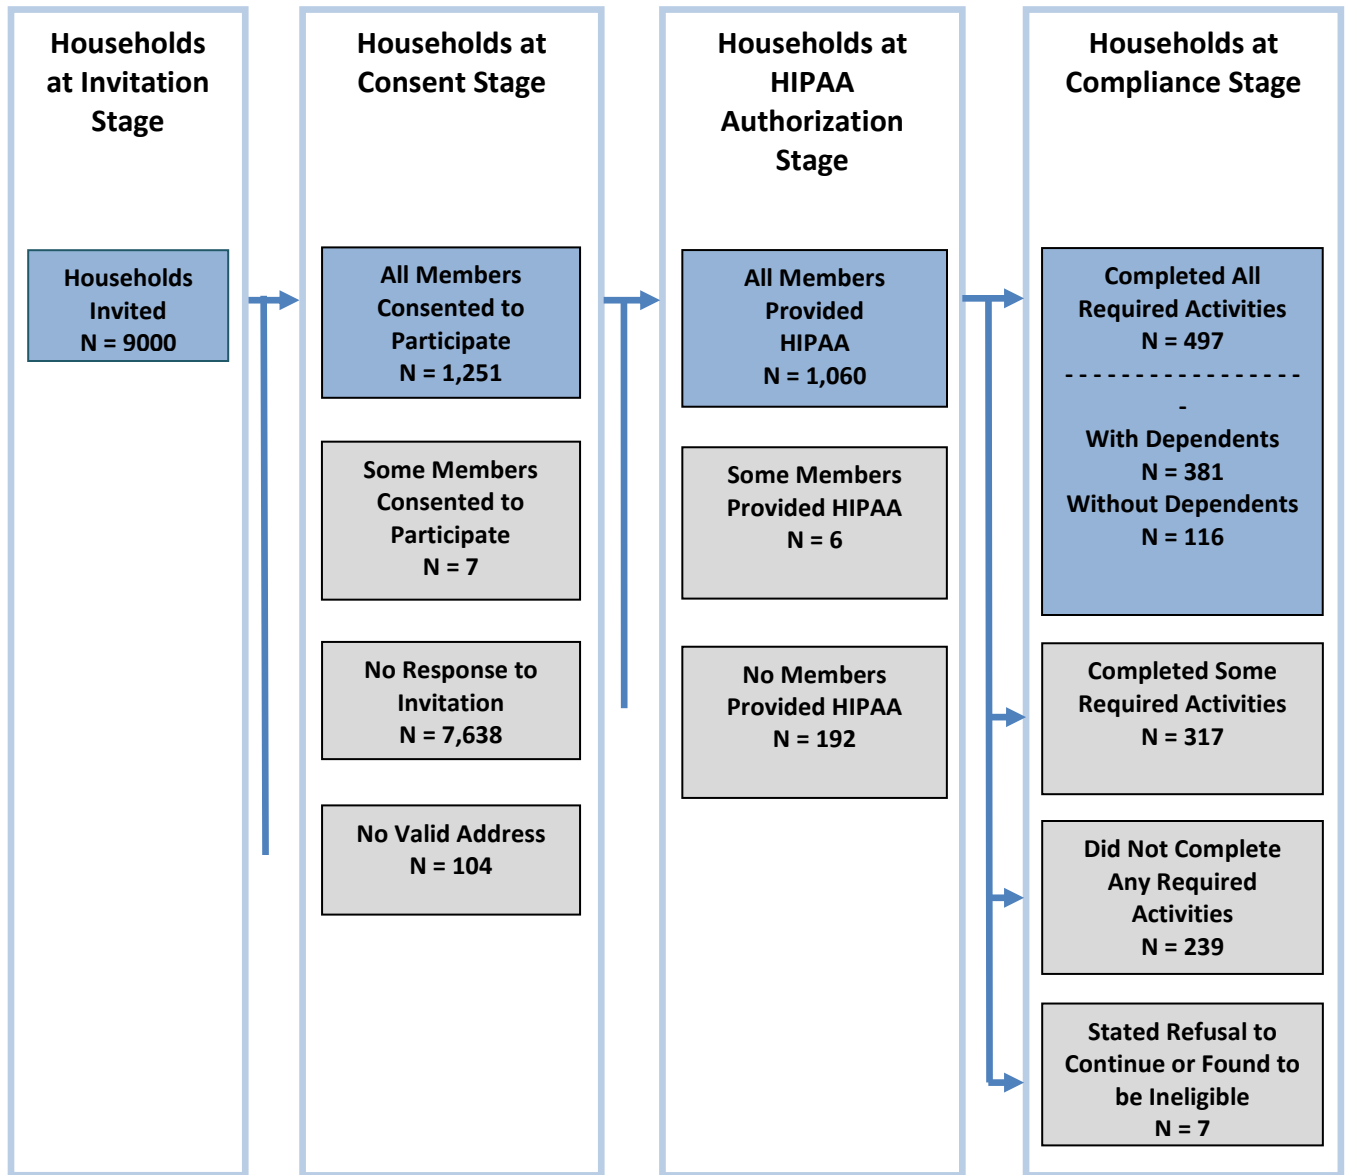 Households
at Invitation
Stage
Households
Invited
N = 9000
Households at
Consent Stage
All Members
Consented to
Participate
N = 1,251
Some Members
Consented to
Participate
N = 7
No Response to
Invitation
N = 7,638
No Valid Address
N = 104
Households at
HIPAA
Authorization
Stage
All Members
Provided
HIPAA
N = 1,060
Some Members
Provided HIPAA
N = 6
No Members
Provided HIPAA
N = 192
Households at
Compliance Stage
Completed All
Required Activities
N = 497
- - - - - - - - - - - - - - - - -
-
With Dependents
N = 381
Without Dependents
N = 116
Completed Some
Required Activities
N = 317
Did Not Complete
Any Required
Activities
N = 239
Stated Refusal to
Continue or Found to
be Ineligible
N = 7